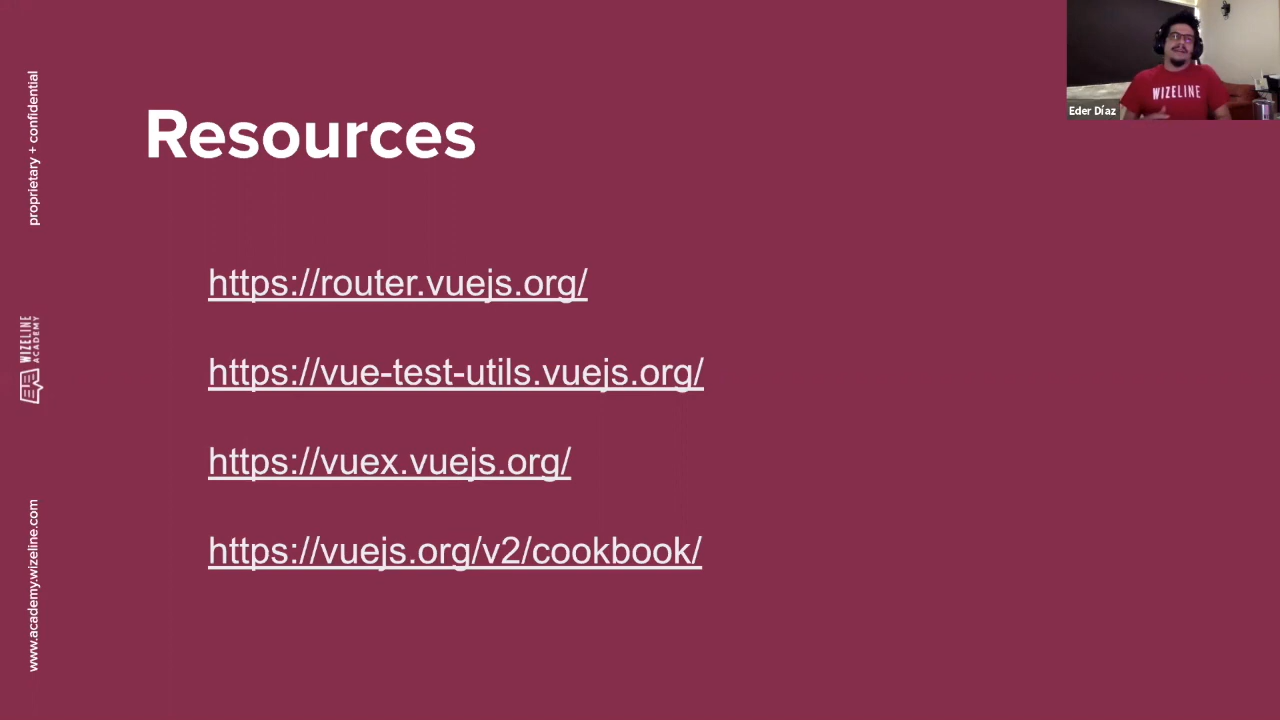 Resources
https://router.vuejs.org/
https://vue-test-utils.vuejs.org/
https://vuex.vuejs.org/
https://vuejs.org/v2/cookbook/
proprietary + confidential
WIZELINE
ACADEMY
www.academy.wizeline.com
WIZELINE
Eder Díaz